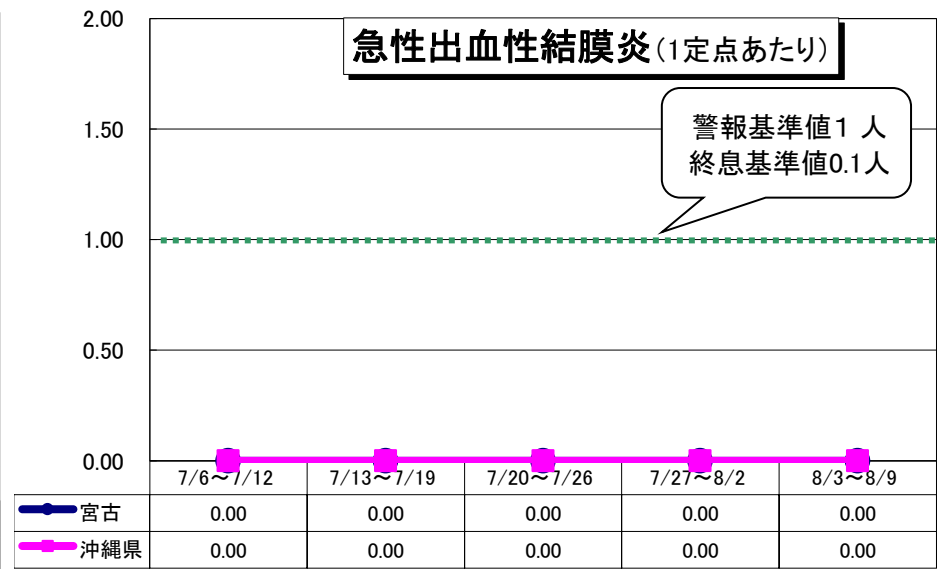 急性出血性結膜炎(1定点あたり)
警報基準値1 人
終息基準値0.1人
2.00
1.50
1.00
0.50
0.00
7/6～7/12 7/13～7/19 7/20～7/26 7/27～8/2 8/3～8/9
宮古 0.00 0.00 0.00 0.00 0.00
沖縄県 0.00 0.00 0.00 0.00 0.00